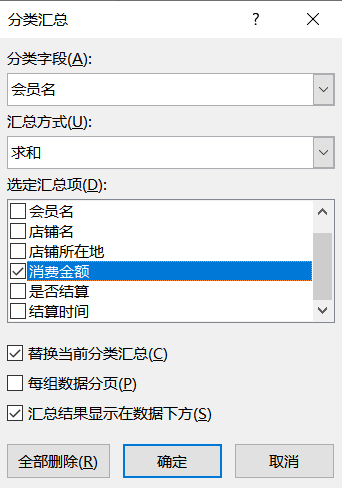 分类汇总
分类字段(A):
会员名
汇总方式(U):
求和
选定汇总项(D):
会员名
店铺名
店铺所在地
消费金额
是否结算
结算时间
替换当前分类汇总(C)
每组数据分页(P)
汇总结果显示在数据下方(S)
全部删除(R) 确定 取消